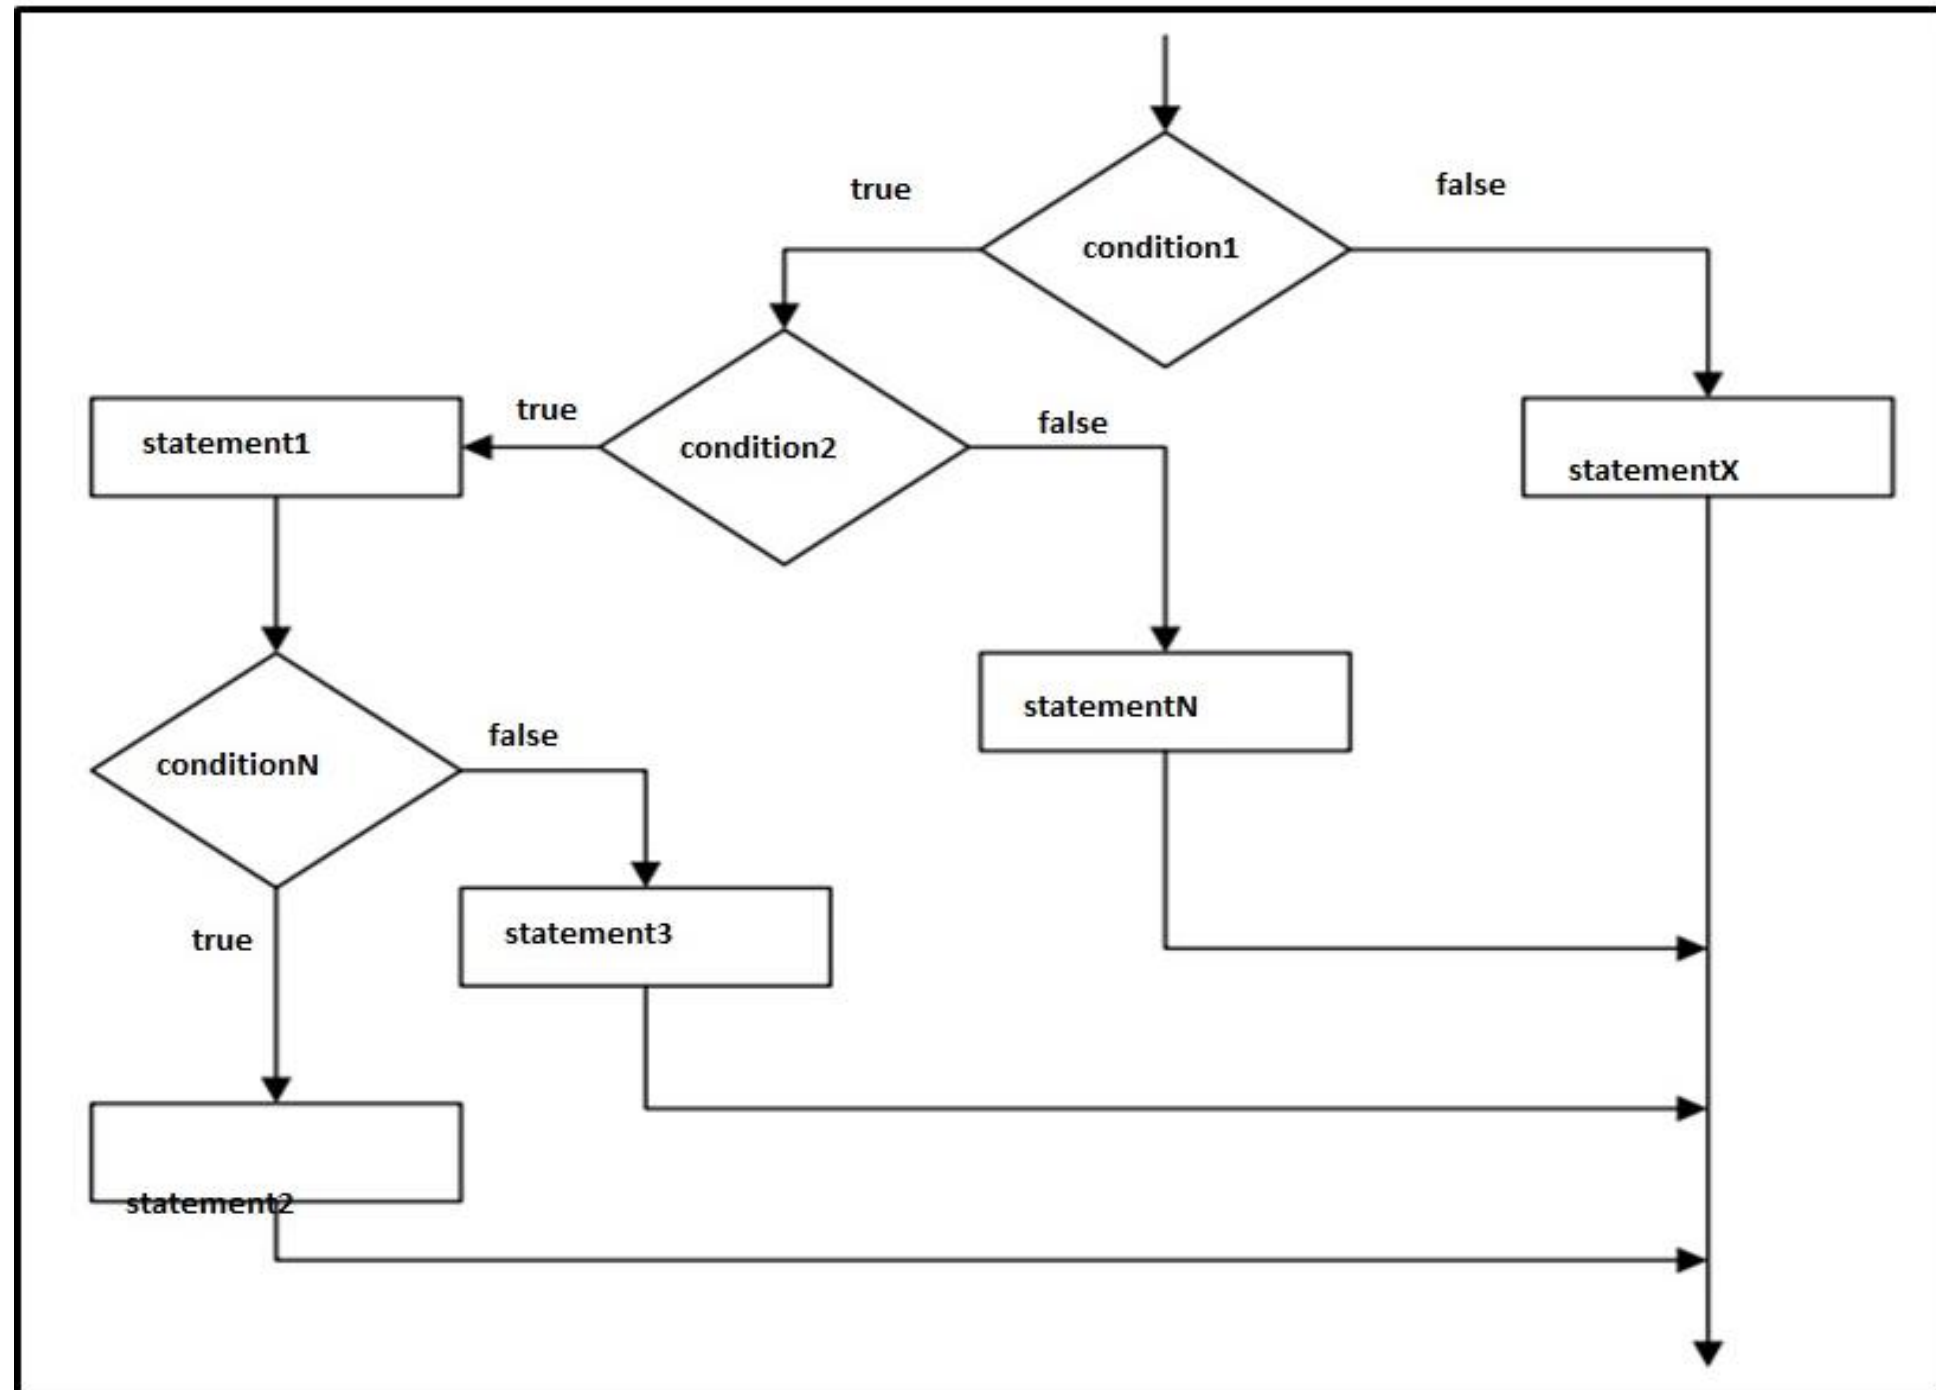 true
false
condition1
true
false
condition2
statement1
statementX
statementN
false
conditionN
statement3
true
statement2